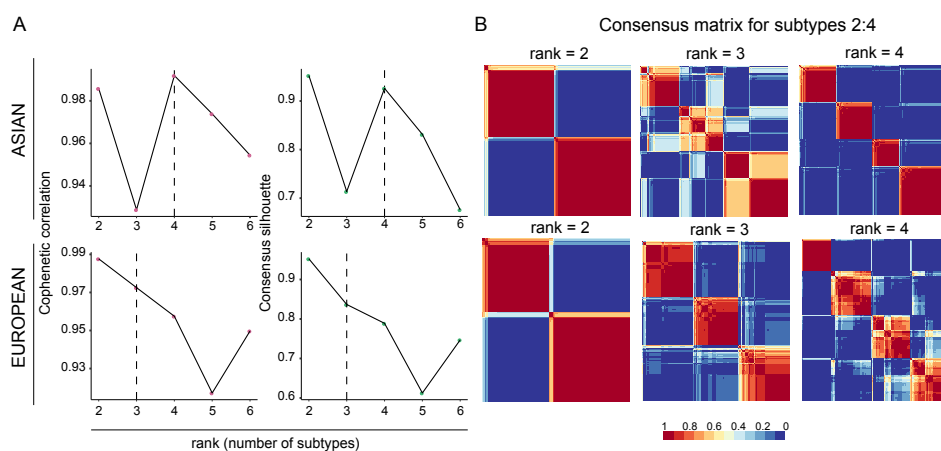 A
B
Consensus matrix for subtypes 2:4
ASIAN
EUROPEAN
Cophenetic correlation
0.98
0.96
0.94
2 3 4 5 6
0.99
0.97
0.95
0.93
2 3 4 5 6
Consensus silhouette
0.9
0.8
0.7
2 3 4 5 6
0.9
0.8
0.7
0.6
2 3 4 5 6
rank (number of subtypes)
rank = 2
rank = 3
rank = 4
rank = 2
rank = 3
rank = 4
1 0.8 0.6 0.4 0.2 0